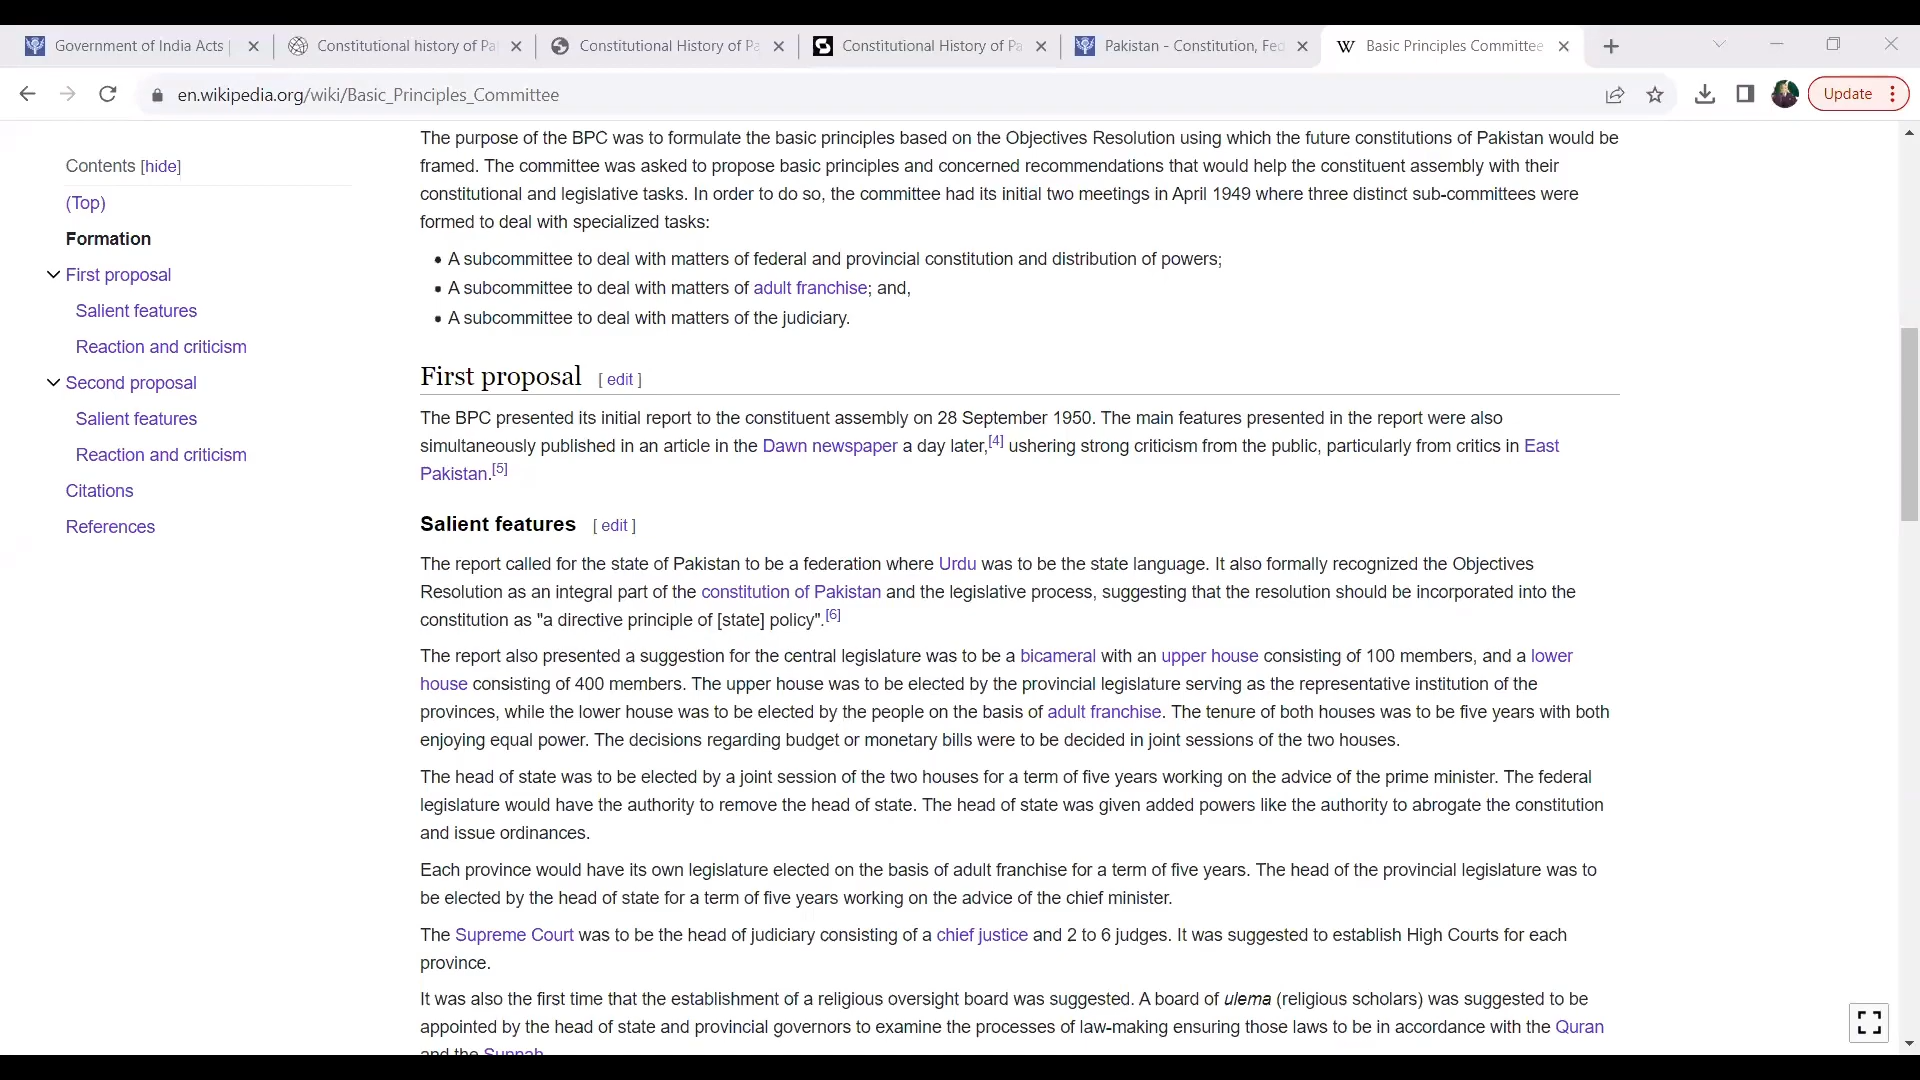 Government of India Acts |
Constitutional history of Pa
Constitutional History of Pa
Constitutional History of Pa
Pakistan - Constitution, Fed
Basic Principles Committee
en.wikipedia.org/wiki/Basic_Principles_Committee
Update
Contents [hide]
(Top)
Formation
First proposal
Salient features
Reaction and criticism
Second proposal
Salient features
Reaction and criticism
Citations
References
The purpose of the BPC was to formulate the basic principles based on the Objectives Resolution using which the future constitutions of Pakistan would be
framed. The committee was asked to propose basic principles and concerned recommendations that would help the constituent assembly with their
constitutional and legislative tasks. In order to do so, the committee had its initial two meetings in April 1949 where three distinct sub-committees were
formed to deal with specialized tasks:
• A subcommittee to deal with matters of federal and provincial constitution and distribution of powers;
• A subcommittee to deal with matters of adult franchise; and,
• A subcommittee to deal with matters of the judiciary.
First proposal [ edit ]
The BPC presented its initial report to the constituent assembly on 28 September 1950. The main features presented in the report were also
simultaneously published in an article in the Dawn newspaper a day later,[4] ushering strong criticism from the public, particularly from critics in East
Pakistan.[5]
Salient features [ edit ]
The report called for the state of Pakistan to be a federation where Urdu was to be the state language. It also formally recognized the Objectives
Resolution as an integral part of the constitution of Pakistan and the legislative process, suggesting that the resolution should be incorporated into the
constitution as "a directive principle of [state] policy".[6]
The report also presented a suggestion for the central legislature was to be a bicameral with an upper house consisting of 100 members, and a lower
house consisting of 400 members. The upper house was to be elected by the provincial legislature serving as the representative institution of the
provinces, while the lower house was to be elected by the people on the basis of adult franchise. The tenure of both houses was to be five years with both
enjoying equal power. The decisions regarding budget or monetary bills were to be decided in joint sessions of the two houses.
The head of state was to be elected by a joint session of the two houses for a term of five years working on the advice of the prime minister. The federal
legislature would have the authority to remove the head of state. The head of state was given added powers like the authority to abrogate the constitution
and issue ordinances.
Each province would have its own legislature elected on the basis of adult franchise for a term of five years. The head of the provincial legislature was to
be elected by the head of state for a term of five years working on the advice of the chief minister.
The Supreme Court was to be the head of judiciary consisting of a chief justice and 2 to 6 judges. It was suggested to establish High Courts for each
province.
It was also the first time that the establishment of a religious oversight board was suggested. A board of ulema (religious scholars) was suggested to be
appointed by the head of state and provincial governors to examine the processes of law-making ensuring those laws to be in accordance with the Quran
and the Sunnah.